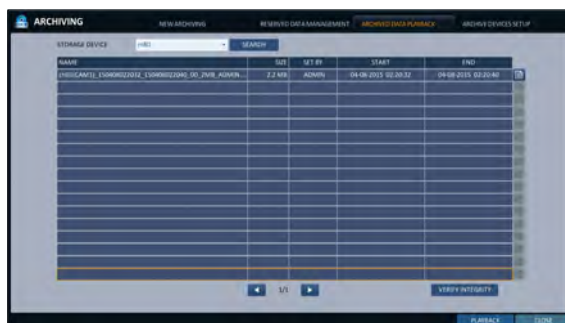 ARCHIVING NEW ARCHIVING RESERVED DATA MANAGEMENT ARCHIVED DATA PLAYBACK ARCHIVE DEVICES SETUP
STORAGE DEVICE SEARCH
NAME SIZE SET BY START END
2.2 MB ADMIN 04-08-2015 02:20:32 04-08-2015 02:20:40
1/1 VERIFY INTEGRITY
PLAYBACK CLOSE